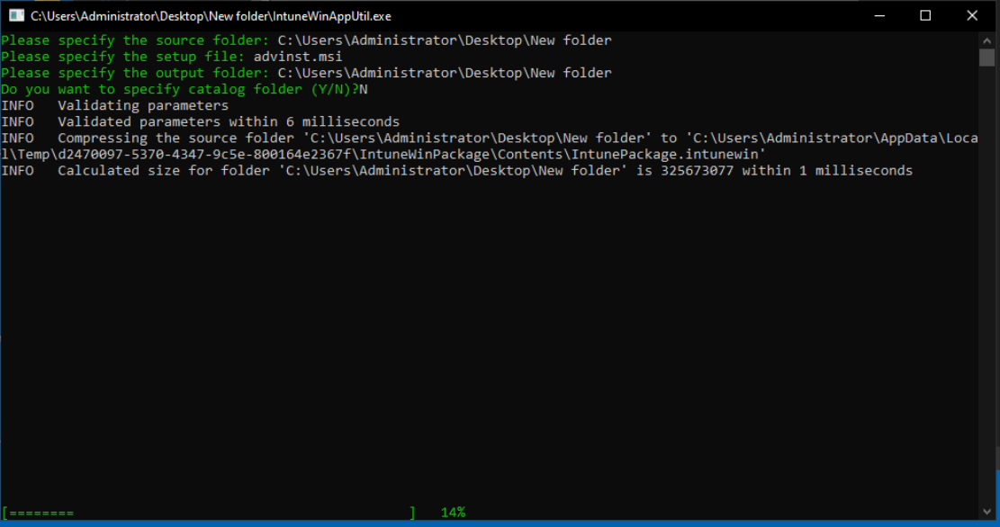 C:\Users\Administrator\Desktop\New folder\IntuneWinAppUtil.exe
Please specify the source folder: C:\Users\Administrator\Desktop\New folder
Please specify the setup file: advinst.msi
Please specify the output folder: C:\Users\Administrator\Desktop\New folder
Do you want to specify catalog folder (Y/N)?N
INFO   Validating parameters
INFO   Validated parameters within 6 milliseconds
INFO   Compressing the source folder 'C:\Users\Administrator\Desktop\New folder' to 'C:\Users\Administrator\AppData\Loca
l\Temp\d2470097-5370-4347-9c5e-800164e2367f\IntuneWinPackage\Contents\IntunePackage.intunewin'
INFO   Calculated size for folder 'C:\Users\Administrator\Desktop\New folder' is 325673077 within 1 milliseconds
[========                                          ]   14%